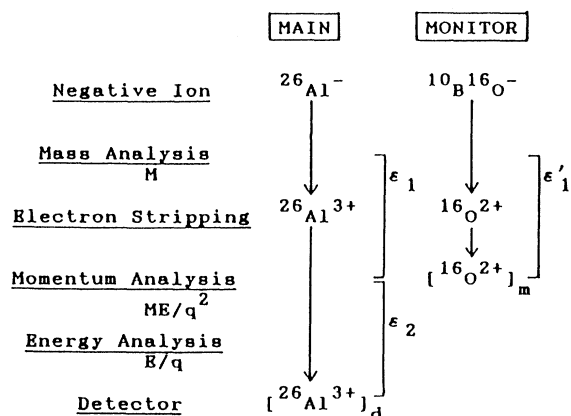 MAIN MONITOR
Negative Ion ²⁶Al⁻ ¹⁰B¹⁶O⁻
Mass Analysis
M
ε₁ ε′₁
Electron Stripping ²⁶Al³⁺ ¹⁶O²⁺
Momentum Analysis [¹⁶O²⁺]ₘ
ME/q²
ε₂
Energy Analysis
E/q
Detector [²⁶Al³⁺]d